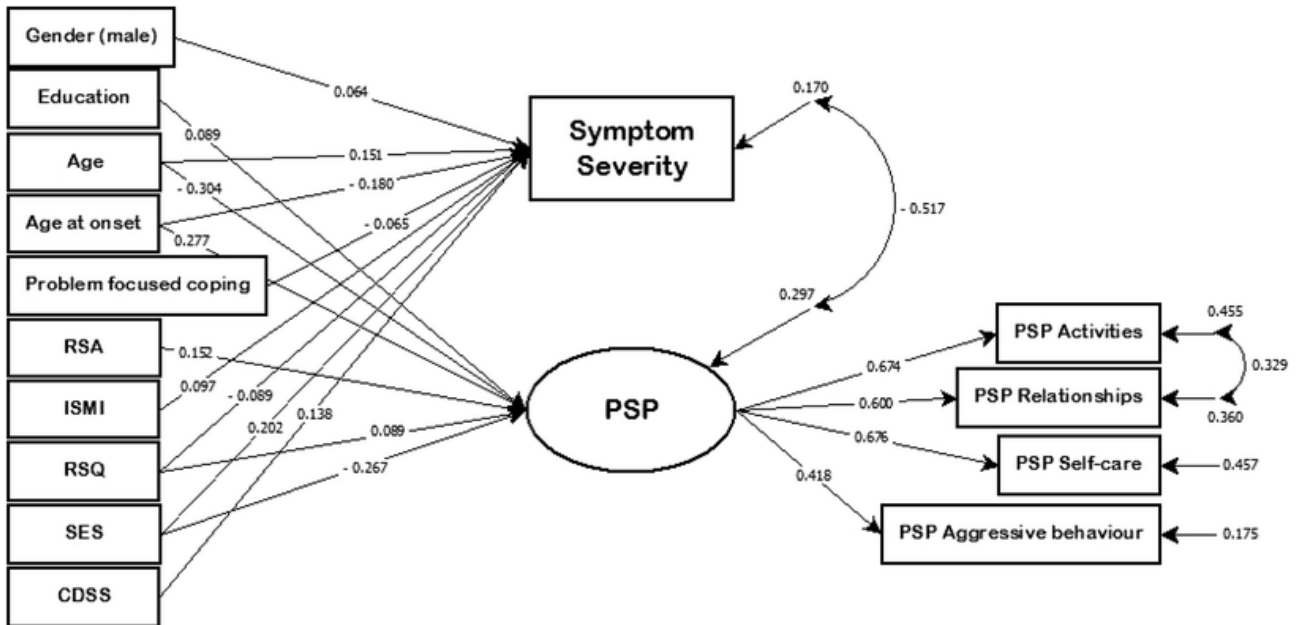 Gender (male)
Education
Age
Age at onset
Problem focused coping
RSA
ISMI
RSQ
SES
CDSS
0.064
0.089
0.151
- 0.304
- 0.180
0.277
- 0.065
0.152
0.097
- 0.089
0.138
0.202
0.089
- 0.267
Symptom
Severity
0.170
- 0.517
0.297
PSP
0.674
0.600
0.676
0.418
PSP Activities
0.455
0.329
PSP Relationships
0.360
PSP Self-care
0.457
PSP Aggressive behaviour
0.175